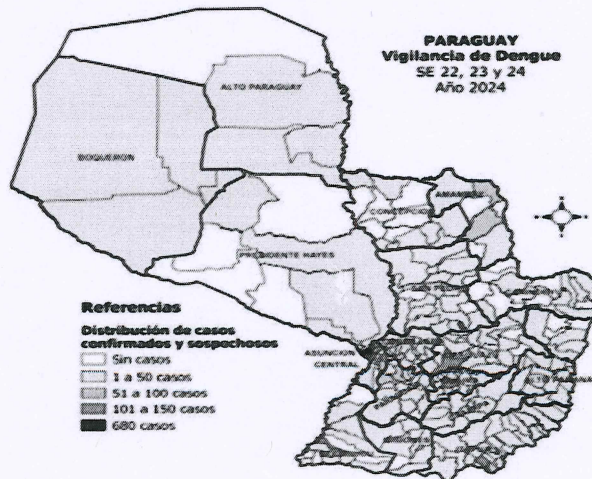 PARAGUAY
Vigilancia de Dengue
SE 22, 23 y 24
Año 2024
ALTO PARAGUAY
BOQUERON
CONCEPCION
AMAMBAY
PRESIDENTE HAYES
Referencias
Distribución de casos
confirmados y sospechosos
Sin casos
1 a 50 casos
51 a 100 casos
101 a 150 casos
680 casos
ASUNCION
CENTRAL